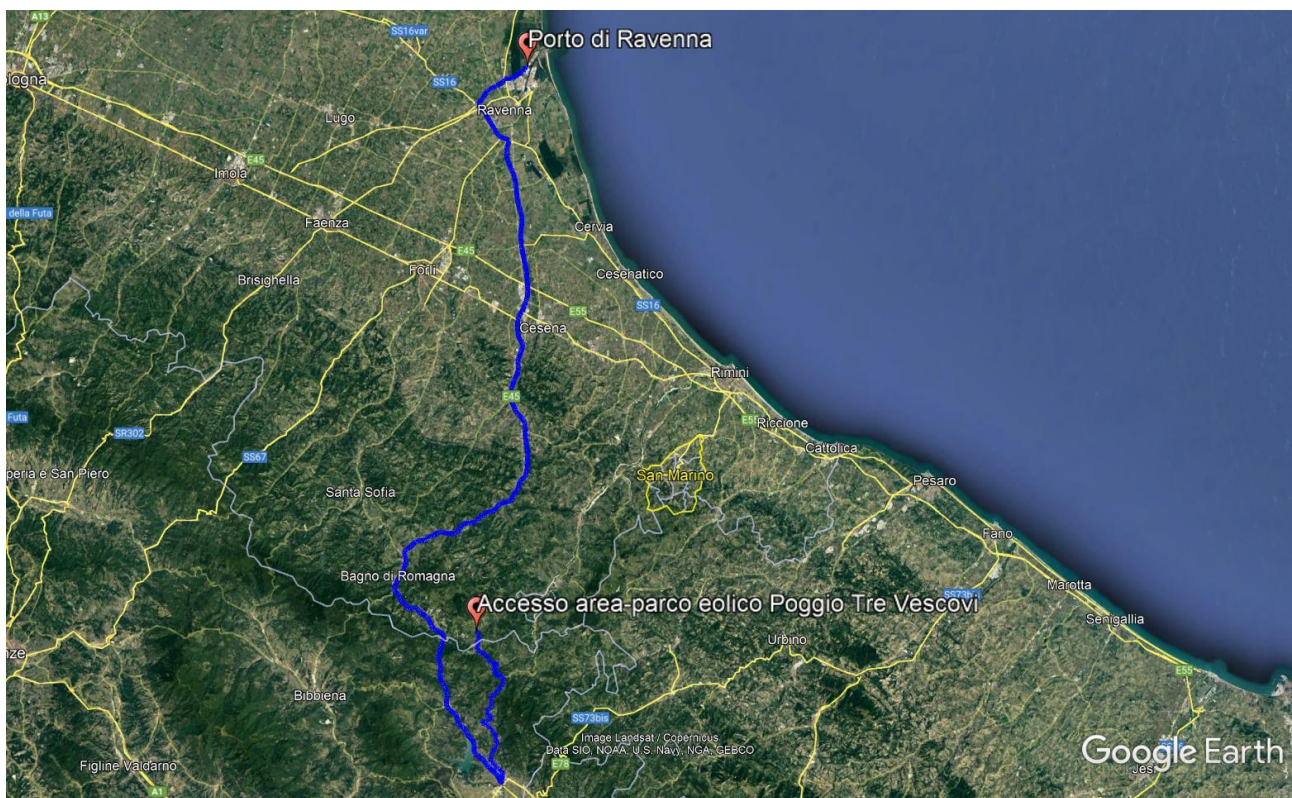 A13
SS16var
Porto di Ravenna
ologna
SS16
Ravenna
Lugo
E45
Imola
della Futa
Faenza
Cervia
E45
Forlì
Brisighella
Cesenatico
SS16
E55
Cesena
Rimini
E45
Futa
SR302
E55
Riccione
Cattolica
SS67
peria e San Piero
San Marino
Pesaro
Santa Sofia
Fano
Bagno di Romagna
Marotta
SS73bis
Accesso area-parco eolico Poggio Tre Vescovi
Senigallia
Urbino
nze
E55
Bibbiena
SS73bis
Image Landsat / Copernicus
Data SIO, NOAA, U.S. Navy, NGA, GEBCO
E78
Google Earth
Figline Valdarno
Jesi
A1